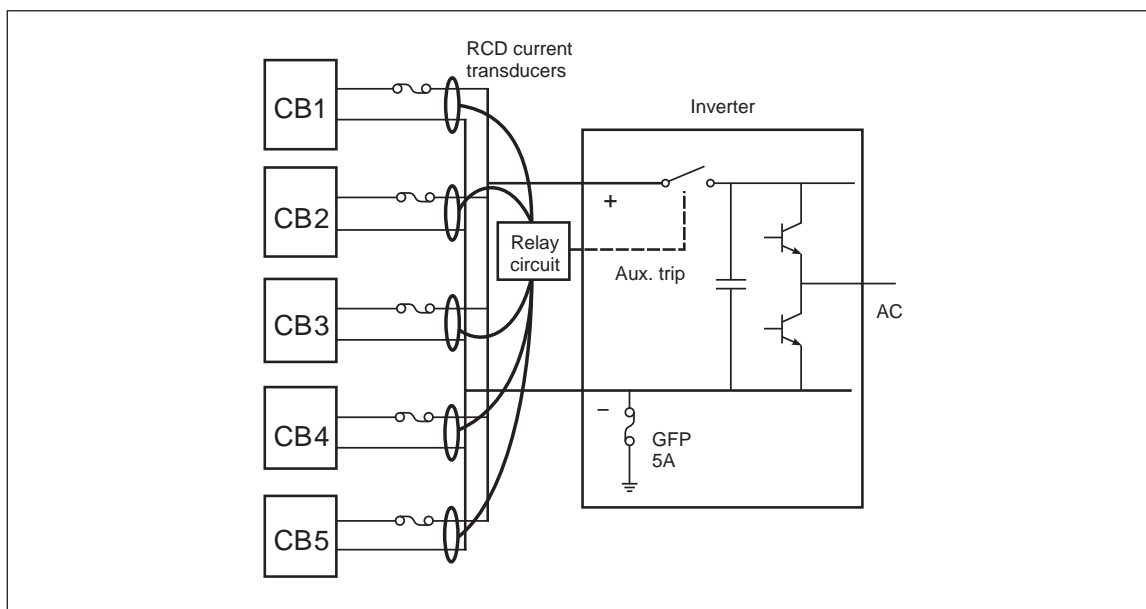 RCD current
transducers
CB1
CB2
CB3
CB4
CB5
Relay
circuit
Inverter
+
Aux. trip
AC
–
GFP
5A